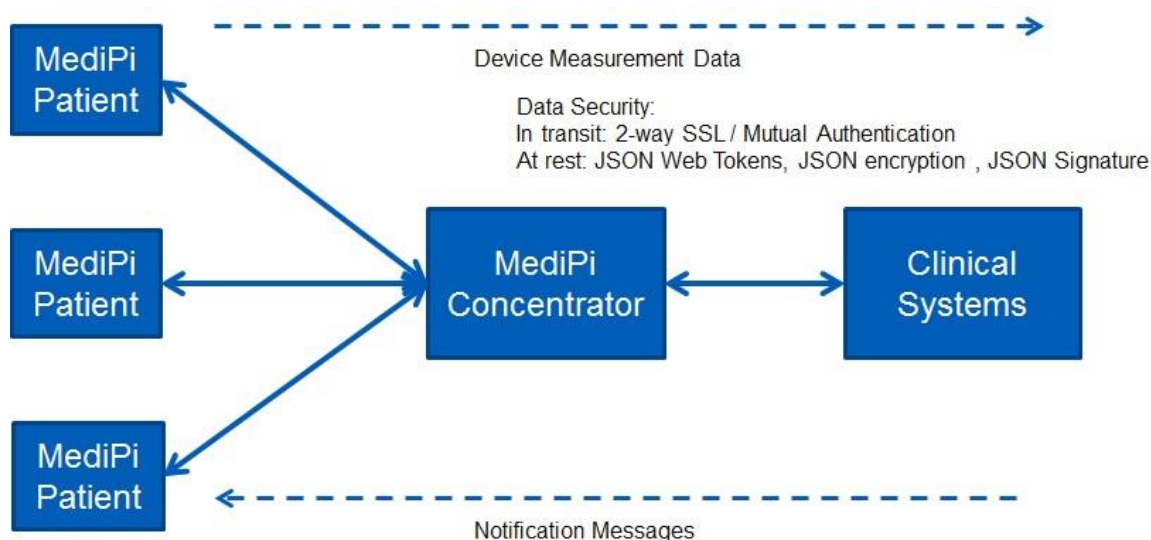 MediPi
Patient
Device Measurement Data
Data Security:
In transit: 2-way SSL / Mutual Authentication
At rest: JSON Web Tokens, JSON encryption , JSON Signature
MediPi
Patient
MediPi
Concentrator
Clinical
Systems
MediPi
Patient
Notification Messages